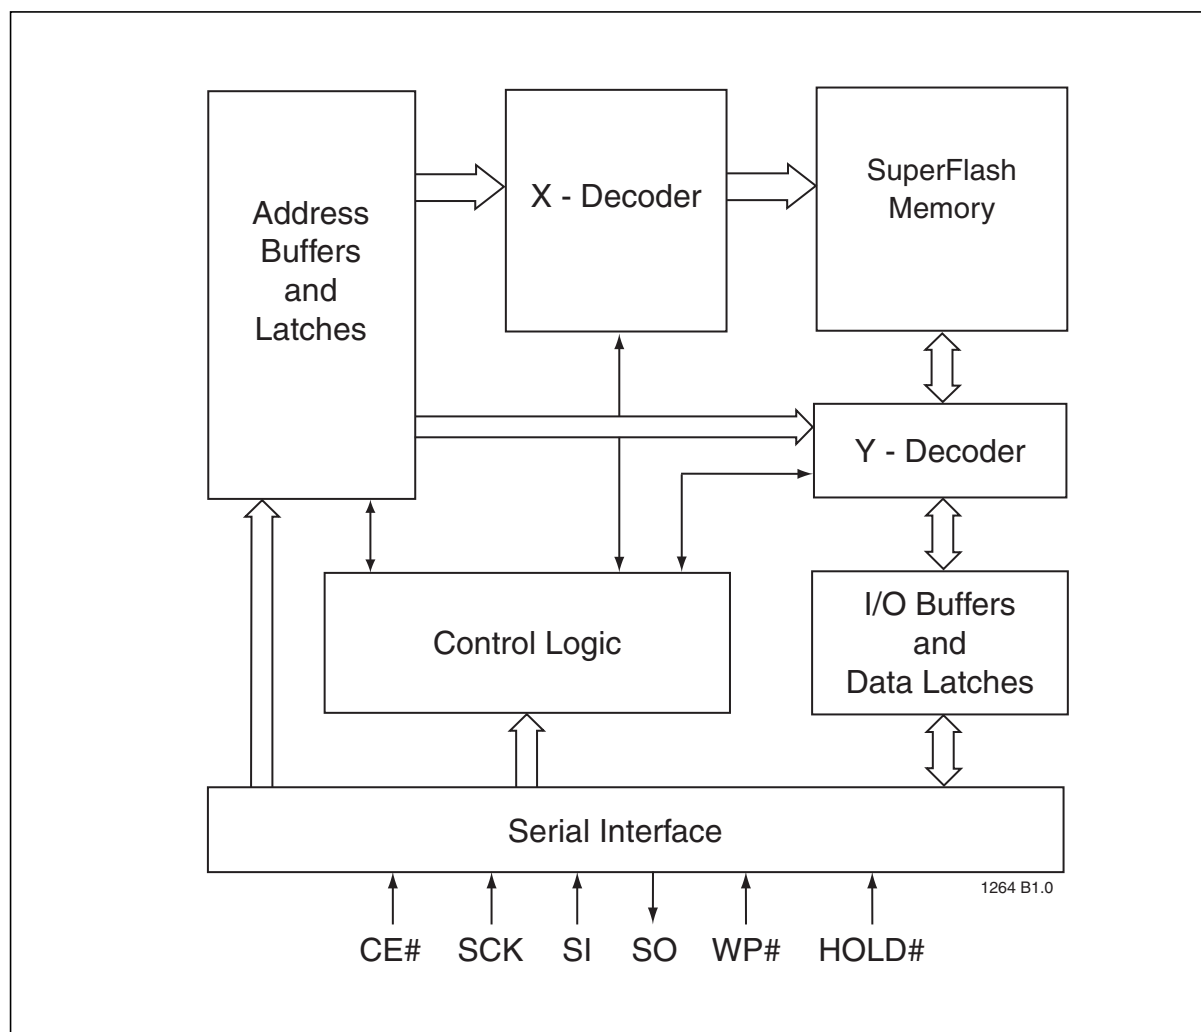 Address
Buffers
and
Latches
X - Decoder
SuperFlash
Memory
Y - Decoder
Control Logic
I/O Buffers
and
Data Latches
Serial Interface
1264 B1.0
CE# SCK SI SO WP# HOLD#